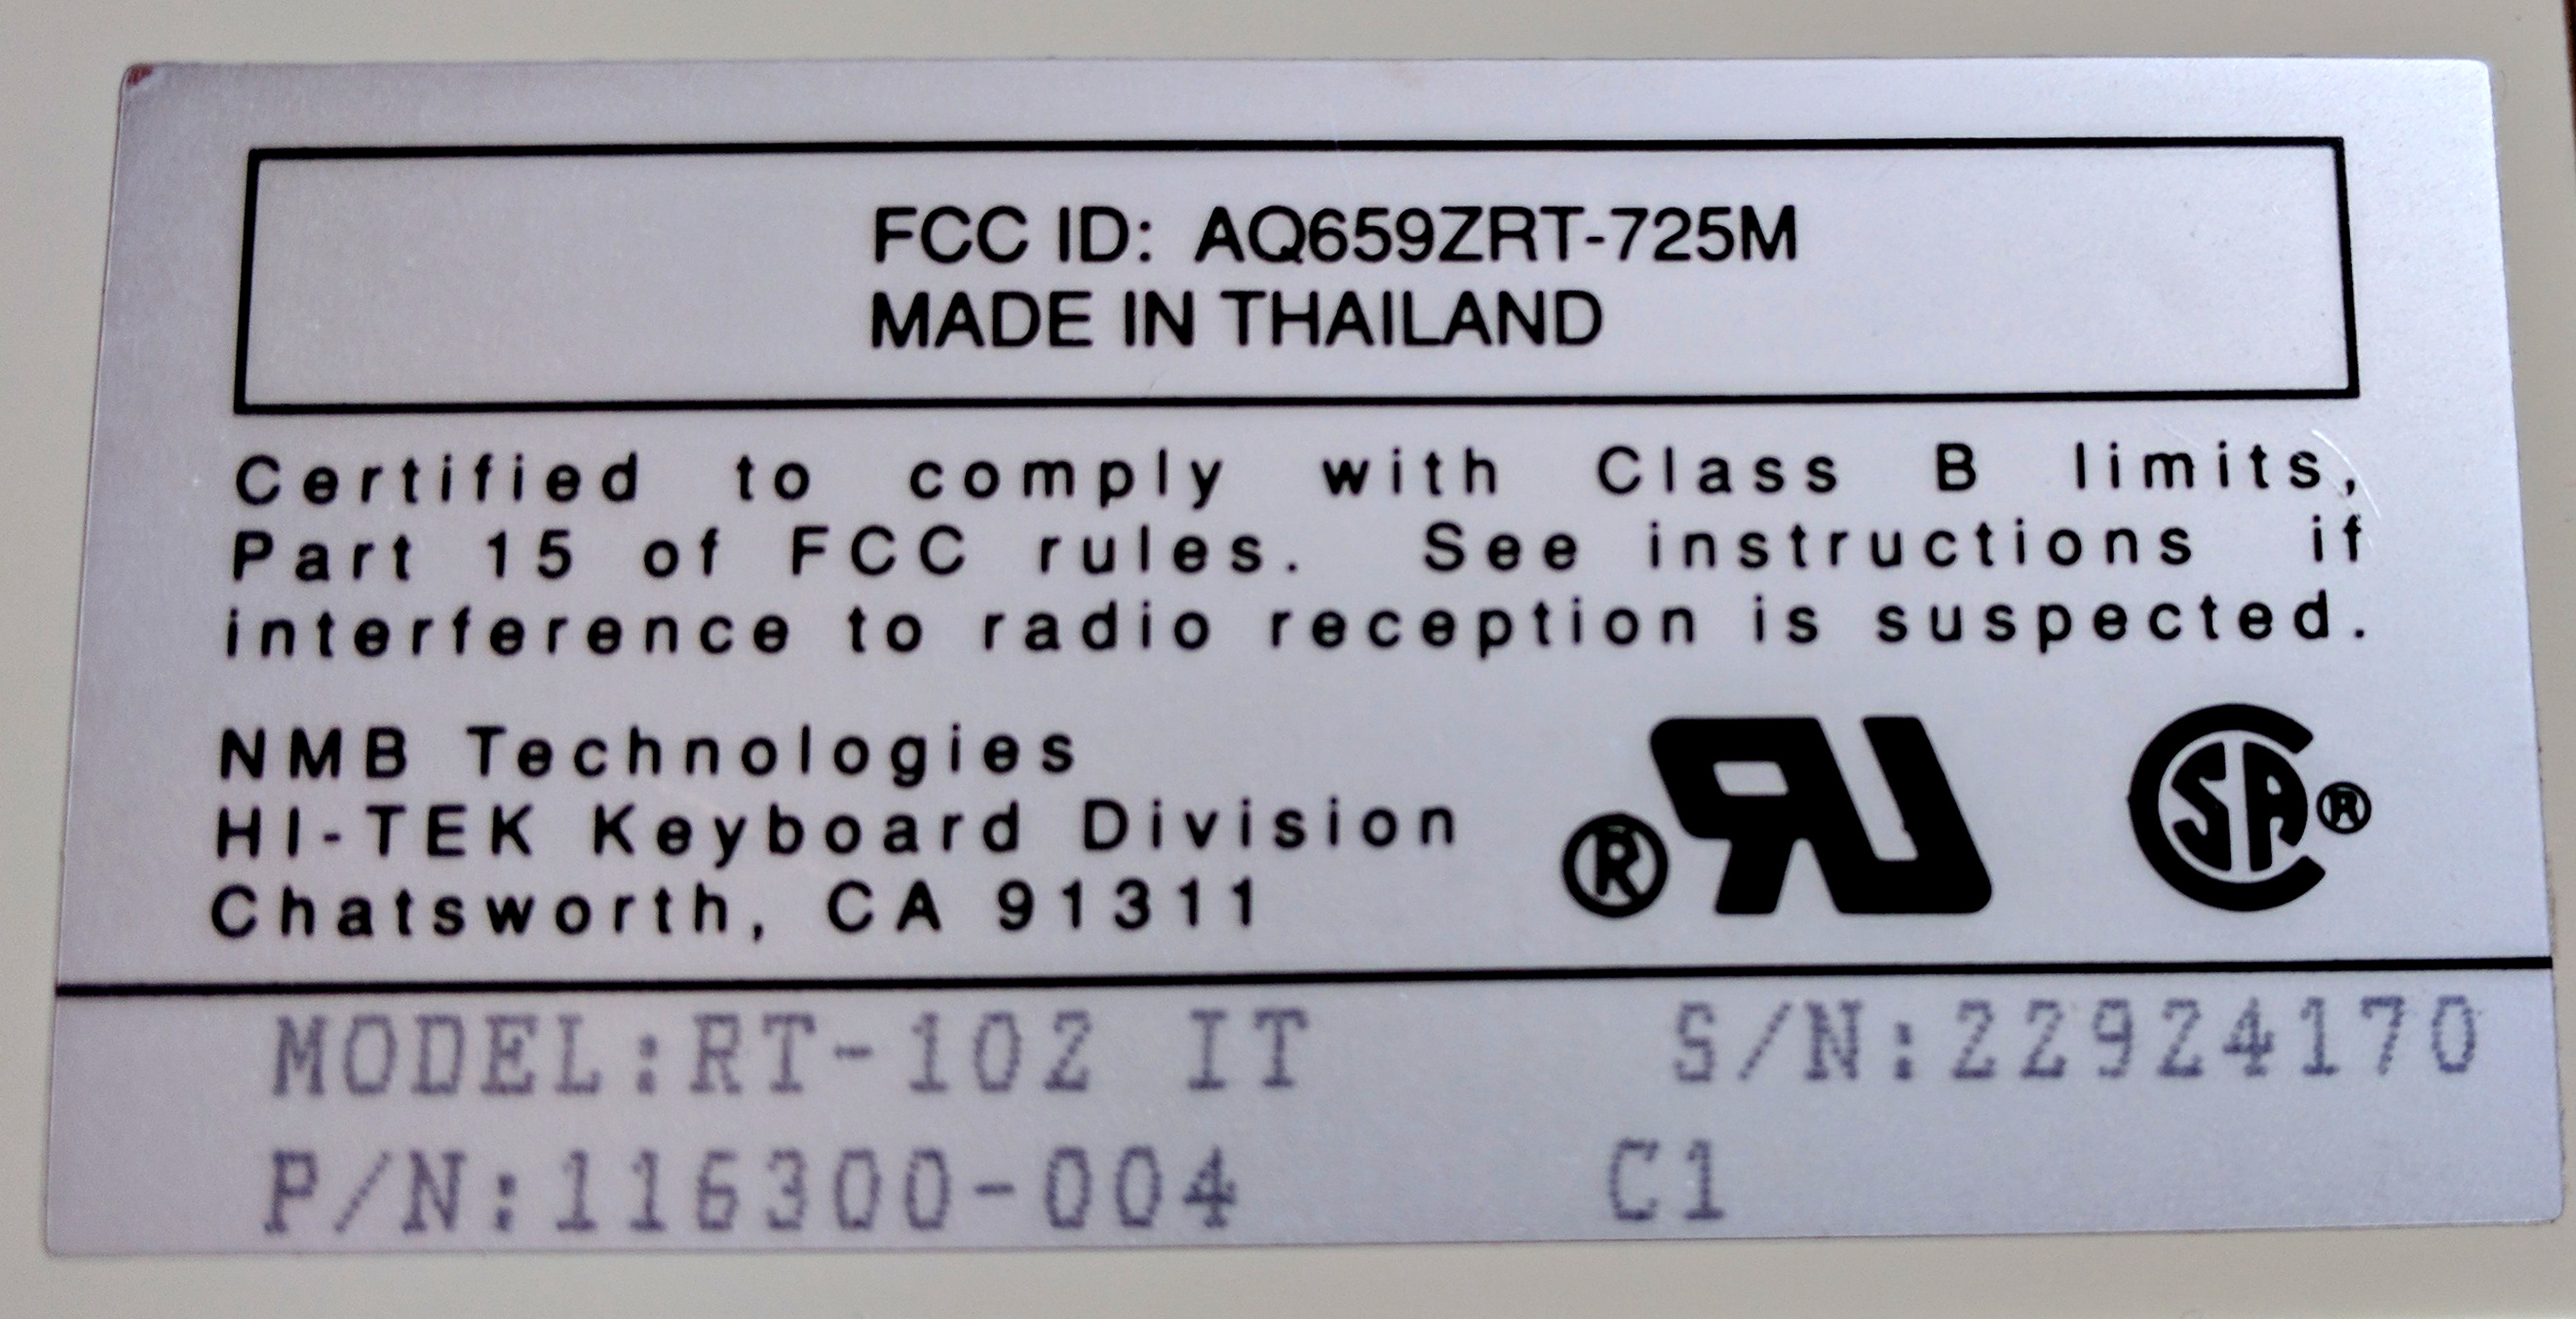 FCC ID: AQ659ZRT-725M
MADE IN THAILAND
Certified to comply with Class B limits,
Part 15 of FCC rules. See instructions if
interference to radio reception is suspected.
NMB Technologies
HI-TEK Keyboard Division
Chatsworth, CA 91311
® RU SA ®
MODEL:RT-102 IT S/N:22924170
P/N:116300-004 C1